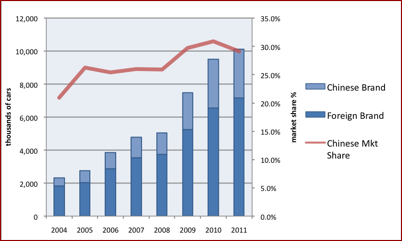 12,000
10,000
8,000
6,000
4,000
2,000
0
thousands of cars
35.0%
30.0%
25.0%
20.0%
15.0%
10.0%
5.0%
0.0%
market share %
2004 2005 2006 2007 2008 2009 2010 2011
Chinese Brand
Foreign Brand
Chinese Mkt
Share